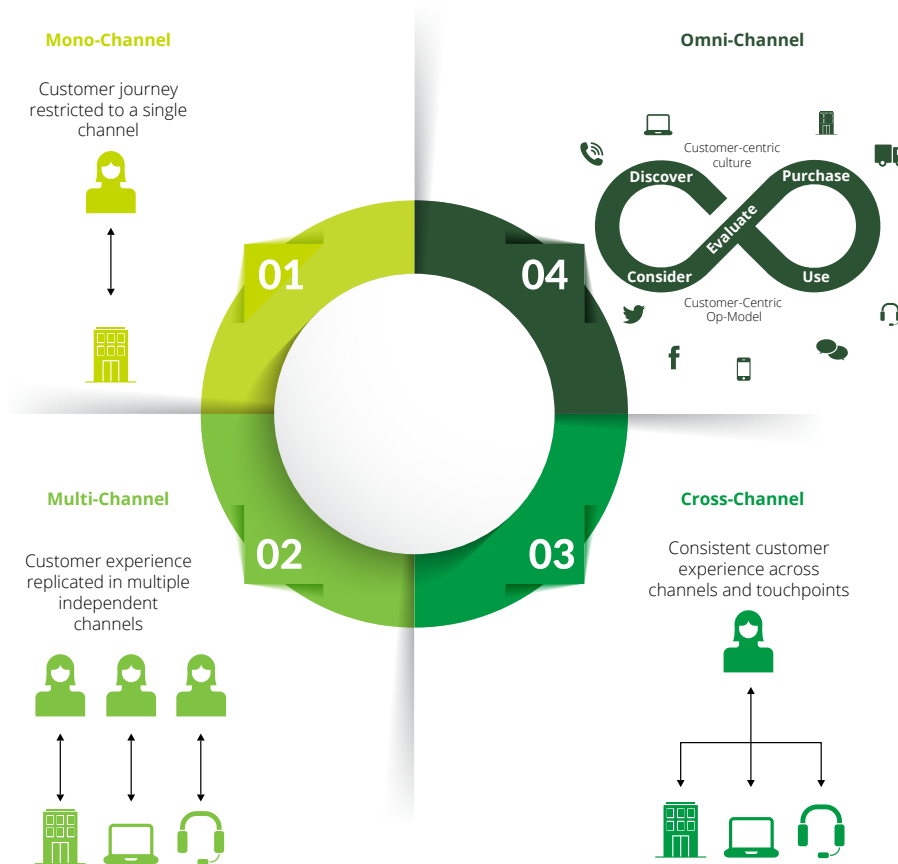 Mono-Channel
Customer journey
restricted to a single
channel
01
Omni-Channel
Customer-centric
culture
Discover
Purchase
Evaluate
Consider
Use
Customer-Centric
Op-Model
04
Multi-Channel
Customer experience
replicated in multiple
independent
channels
02
Cross-Channel
Consistent customer
experience across
channels and touchpoints
03